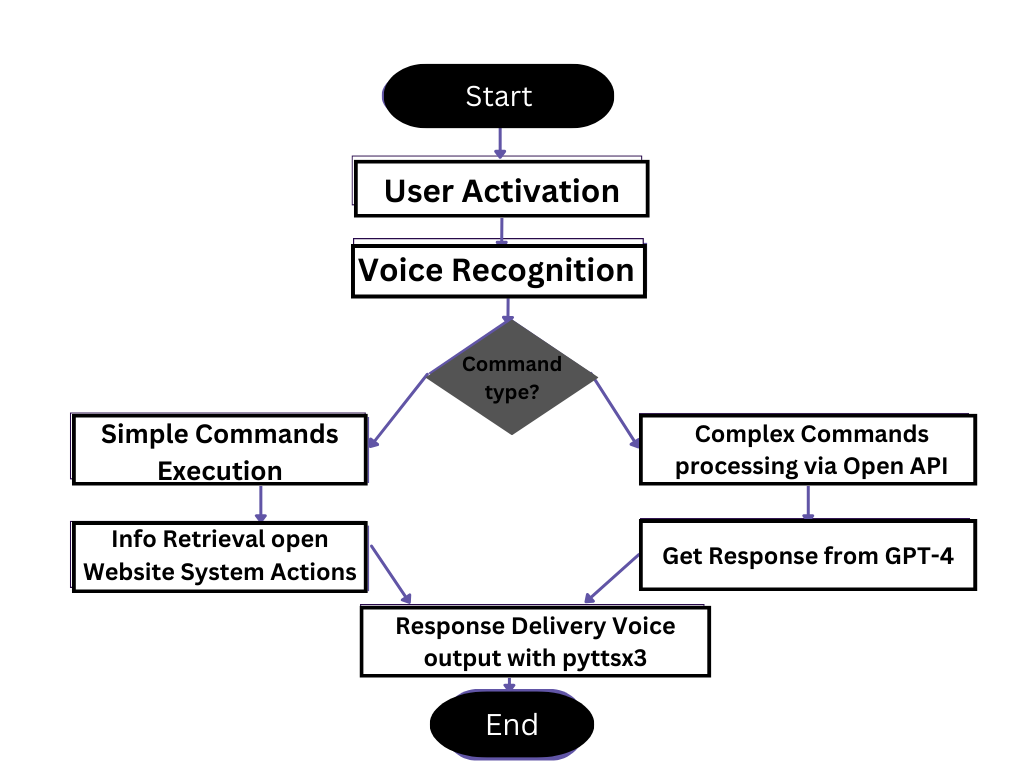 Start
User Activation
Voice Recognition
Command
type?
Simple Commands
Execution
Complex Commands
processing via Open API
Info Retrieval open
Website System Actions
Get Response from GPT-4
Response Delivery Voice
output with pyttsx3
End